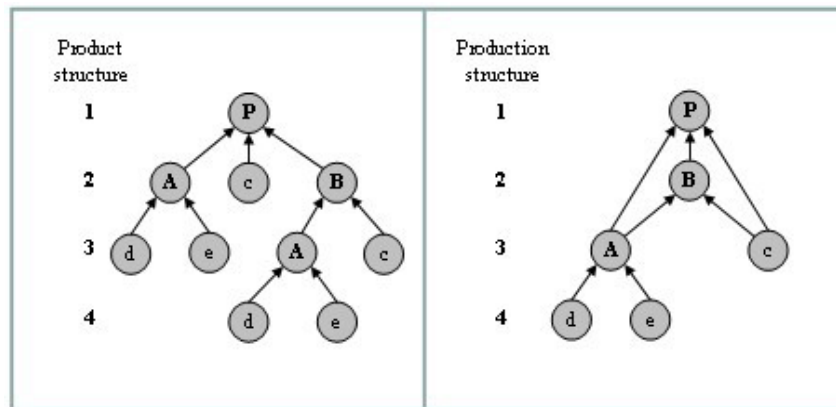 Product
structure
1 P
2 A c B
3 d e A c
4 d e
Production
structure
1 P
2 B
3 A c
4 d e